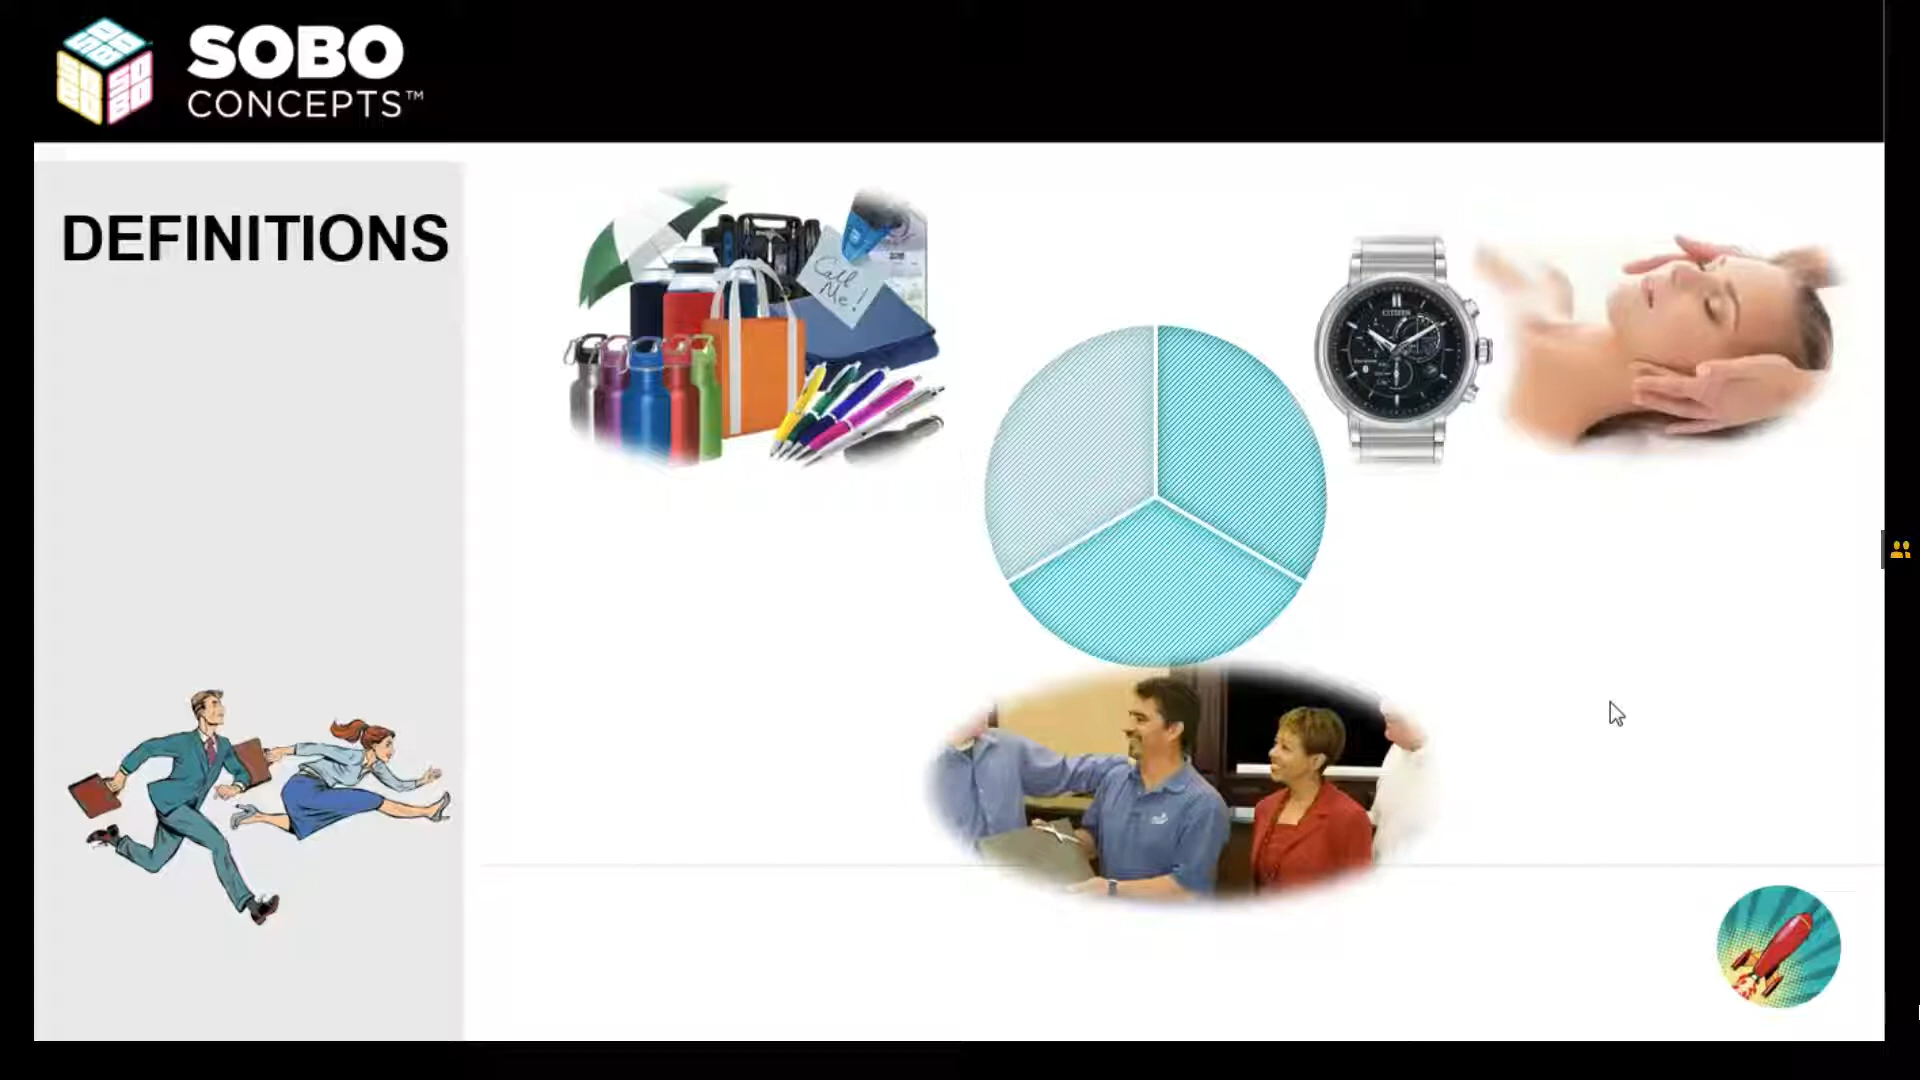 SOBO
CONCEPTS™
DEFINITIONS
Call
Me!
CITIZEN